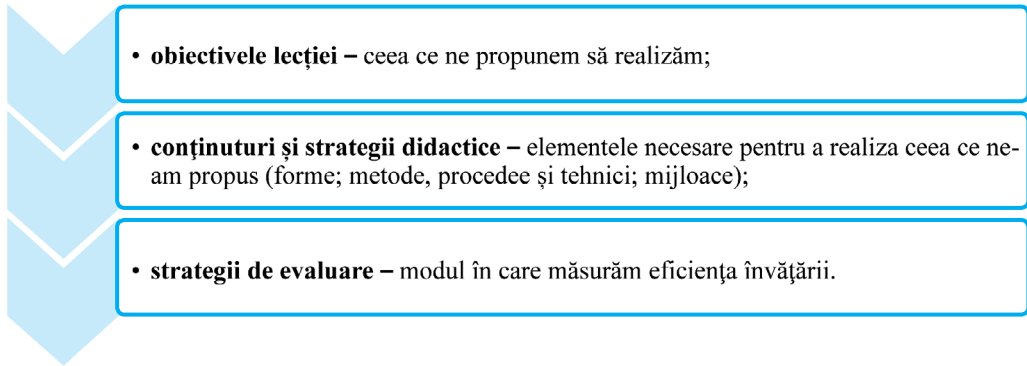 • obiectivele lecției – ceea ce ne propunem să realizăm;
• conţinuturi și strategii didactice – elementele necesare pentru a realiza ceea ce ne-
am propus (forme; metode, procedee și tehnici; mijloace);
• strategii de evaluare – modul în care măsurăm eficienţa învăţării.